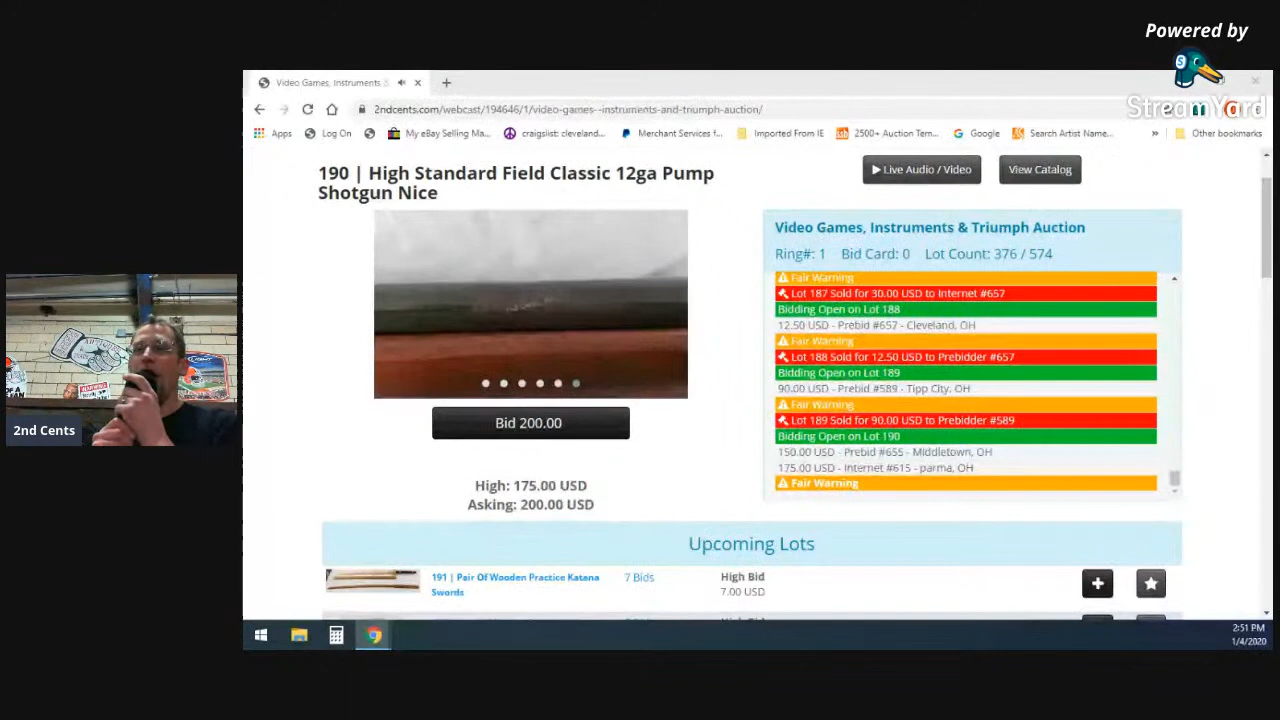 Powered by
StreamYard
Video Games, Instruments
2ndcents.com/webcast/194646/1/video-games--instruments-and-triumph-auction/
Apps
Log On
My eBay Selling Ma...
craigslist: cleveland...
Merchant Services f...
Imported From IE
2500+ Auction Tem...
Google
Search Artist Name...
»
Other bookmarks
190 | High Standard Field Classic 12ga Pump
Shotgun Nice
Live Audio / Video
View Catalog
Bid 200.00
High: 175.00 USD
Asking: 200.00 USD
Video Games, Instruments & Triumph Auction
Ring#: 1 Bid Card: 0 Lot Count: 376 / 574
Fair Warning
Lot 187 Sold for 30.00 USD to Internet #657
Bidding Open on Lot 188
12.50 USD - Prebid #657 - Cleveland, OH
Fair Warning
Lot 188 Sold for 12.50 USD to Prebidder #657
Bidding Open on Lot 189
90.00 USD - Prebid #589 - Tipp City, OH
Fair Warning
Lot 189 Sold for 90.00 USD to Prebidder #589
Bidding Open on Lot 190
150.00 USD - Prebid #655 - Middletown, OH
175.00 USD - Internet #615 - parma, OH
Fair Warning
2nd Cents
Upcoming Lots
191 | Pair Of Wooden Practice Katana
Swords
7 Bids
High Bid
7.00 USD
2:51 PM
1/4/2020